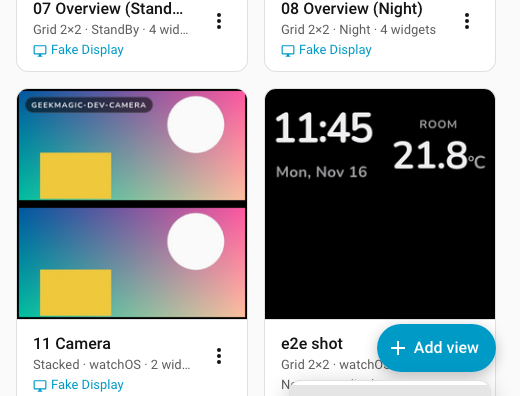 07 Overview (Stand…
Grid 2×2 · StandBy · 4 wid…
Fake Display
08 Overview (Night)
Grid 2×2 · Night · 4 widgets
Fake Display
GEEKMAGIC-DEV-CAMERA
11:45
Mon, Nov 16
ROOM
21.8°C
11 Camera
Stacked · watchOS · 2 wid…
Fake Display
e2e shot
Grid 2×2 · watchOS
Add view